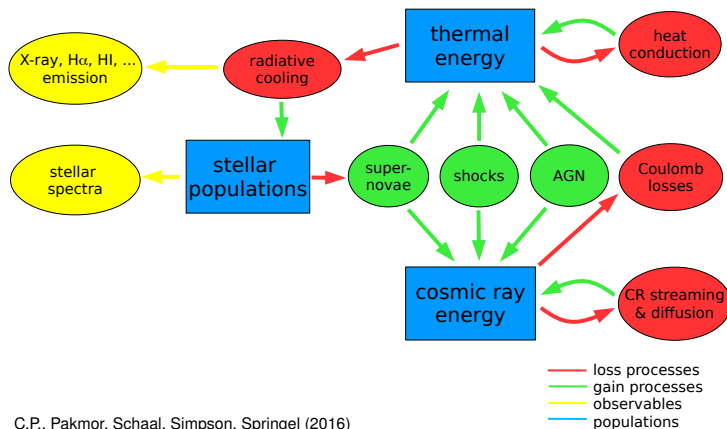 X-ray, Hα, HI, ...
emission
radiative
cooling
thermal
energy
heat
conduction
stellar
spectra
stellar
populations
super-
novae
shocks
AGN
Coulomb
losses
cosmic ray
energy
CR streaming
& diffusion
loss processes
gain processes
observables
populations
C.P., Pakmor, Schaal, Simpson, Springel (2016)